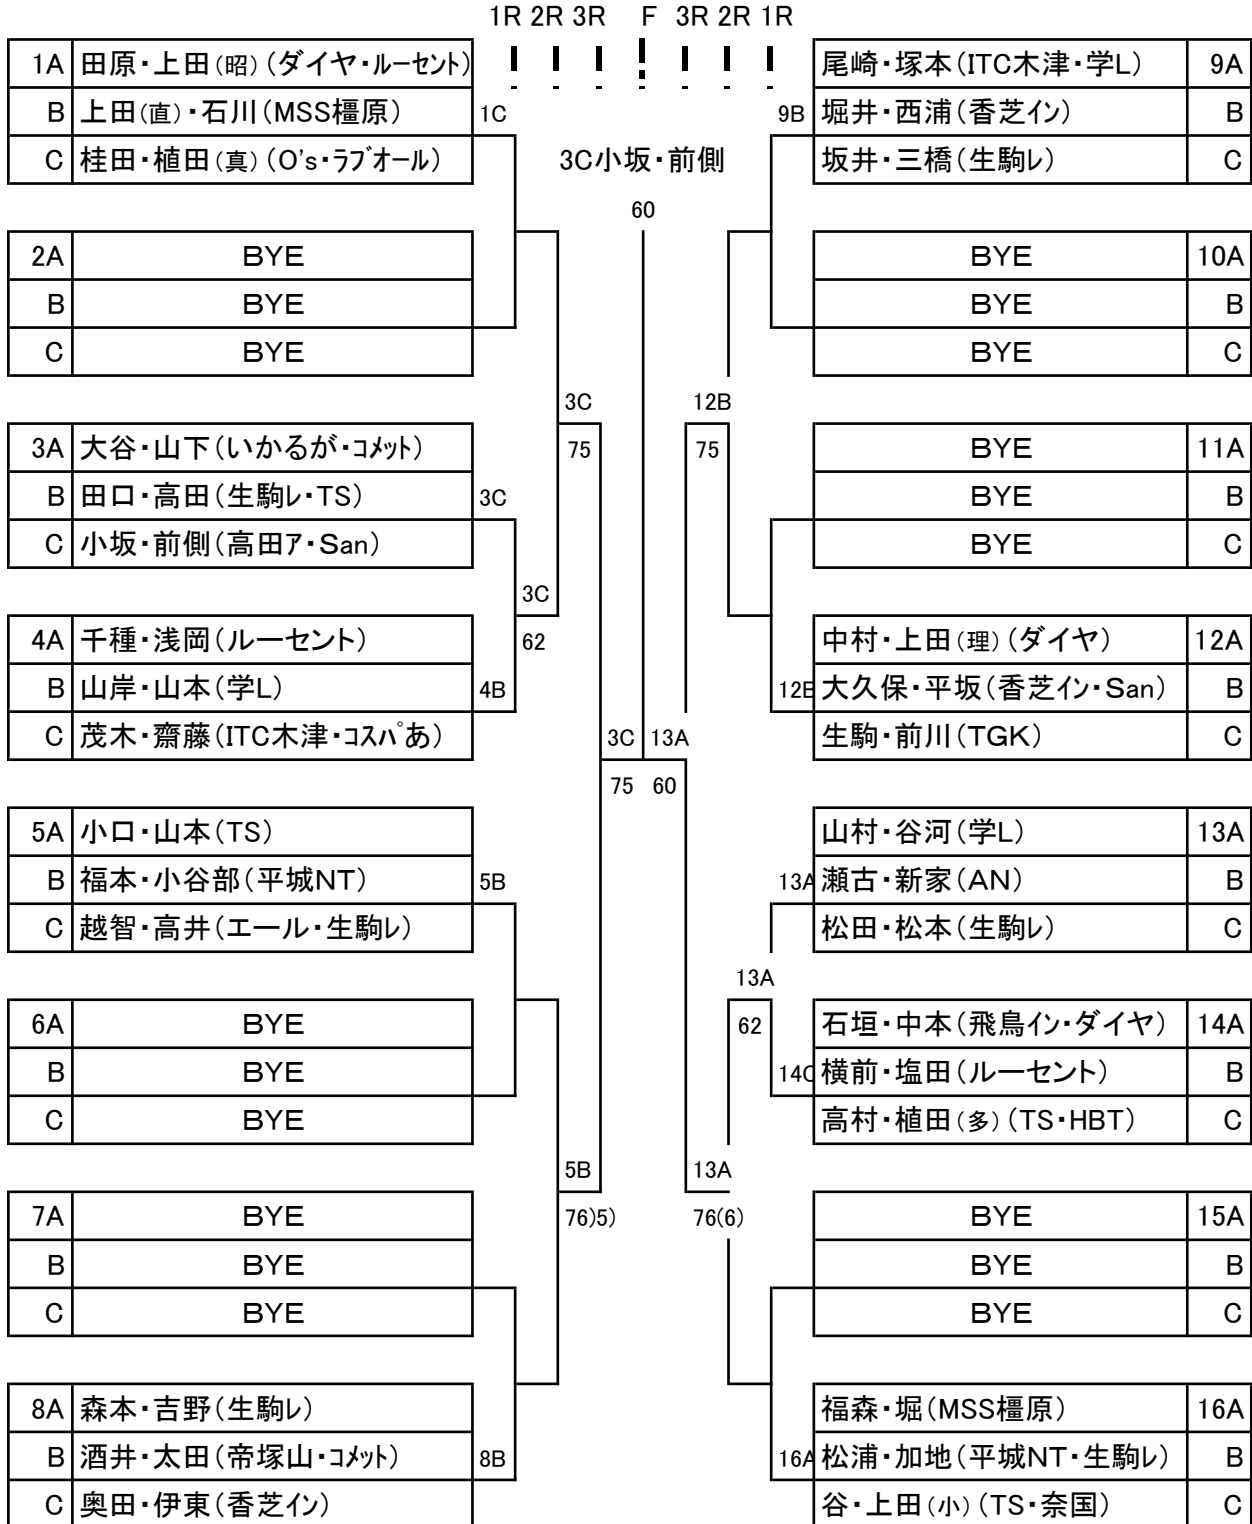 1R 2R 3R F 3R 2R 1R
1A 田原・上田(昭)(ダイヤ・ルーセント)
B 上田(直)・石川(MSS橿原) 1C
C 桂田・植田(真)(O's・ラブオール)
2A BYE
B BYE
C BYE
3C
75
3A 大谷・山下(いかるが・コメット)
B 田口・高田(生駒レ・TS) 3C
C 小坂・前側(高田ア・San)
3C
62
4A 千種・浅岡(ルーセント)
B 山岸・山本(学L) 4B
C 茂木・齋藤(ITC木津・コスパあ)
5A 小口・山本(TS)
B 福本・小谷部(平城NT) 5B
C 越智・高井(エール・生駒レ)
6A BYE
B BYE
C BYE
5B
76)5)
7A BYE
B BYE
C BYE
8A 森本・吉野(生駒レ)
B 酒井・太田(帝塚山・コメット) 8B
C 奥田・伊東(香芝イン)
3C小坂・前側
60
3C 13A
75 60
尾崎・塚本(ITC木津・学L) 9A
9B 堀井・西浦(香芝イン) B
坂井・三橋(生駒レ) C
BYE 10A
BYE B
BYE C
12B
75
BYE 11A
BYE B
BYE C
中村・上田(理)(ダイヤ) 12A
12B 大久保・平坂(香芝イン・San) B
生駒・前川(TGK) C
山村・谷河(学L) 13A
13A 瀬古・新家(AN) B
松田・松本(生駒レ) C
13A
62
石垣・中本(飛鳥イン・ダイヤ) 14A
14C 横前・塩田(ルーセント) B
高村・植田(多)(TS・HBT) C
13A
76(6)
BYE 15A
BYE B
BYE C
福森・堀(MSS橿原) 16A
16A 松浦・加地(平城NT・生駒レ) B
谷・上田(小)(TS・奈国) C